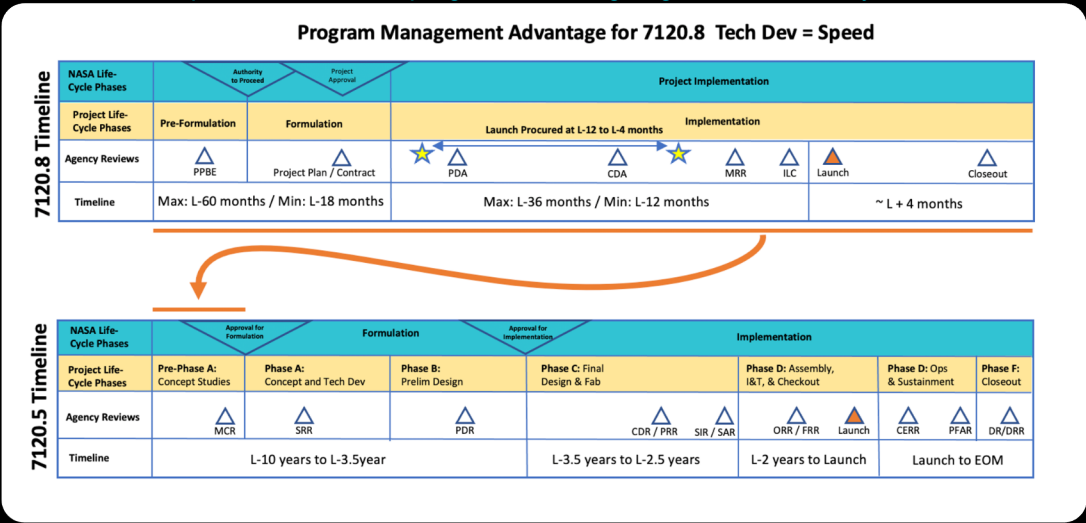 Program Management Advantage for 7120.8 Tech Dev = Speed
7120.8 Timeline
NASA Life-
Cycle Phases
Authority
to Proceed
Project
Approval
Project Implementation
Project Life-
Cycle Phases
Pre-Formulation
Formulation
Implementation
Launch Procured at L-12 to L-4 months
Agency Reviews
PPBE
Project Plan / Contract
PDA
CDA
MRR
ILC
Launch
Closeout
Timeline
Max: L-60 months / Min: L-18 months
Max: L-36 months / Min: L-12 months
~ L + 4 months
7120.5 Timeline
NASA Life-
Cycle Phases
Approval for
Formulation
Formulation
Approval for
Implementation
Implementation
Project Life-
Cycle Phases
Pre-Phase A:
Concept Studies
Phase A:
Concept and Tech Dev
Phase B:
Prelim Design
Phase C: Final
Design & Fab
Phase D: Assembly,
I&T, & Checkout
Phase D: Ops
& Sustainment
Phase F:
Closeout
Agency Reviews
MCR
SRR
PDR
CDR / PRR
SIR / SAR
ORR / FRR
Launch
CERR
PFAR
DR/DRR
Timeline
L-10 years to L-3.5year
L-3.5 years to L-2.5 years
L-2 years to Launch
Launch to EOM